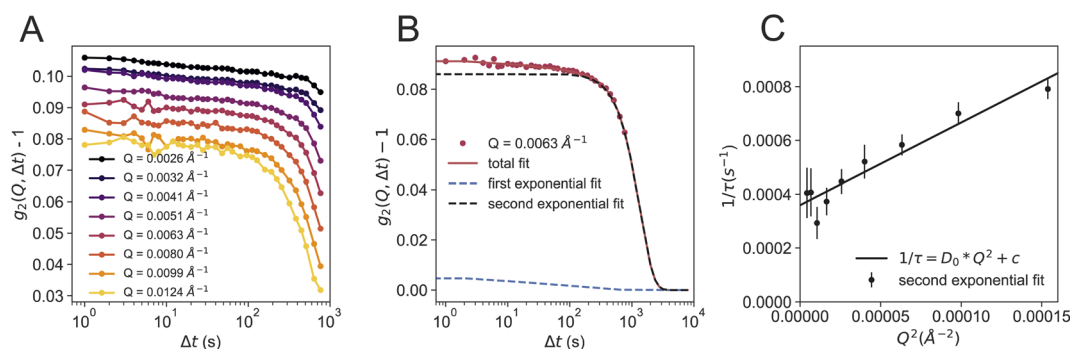 A
g₂(Q, Δt) - 1
0.10
0.09
0.08
0.07
0.06
0.05
0.04
0.03
Q = 0.0026 Å⁻¹
Q = 0.0032 Å⁻¹
Q = 0.0041 Å⁻¹
Q = 0.0051 Å⁻¹
Q = 0.0063 Å⁻¹
Q = 0.0080 Å⁻¹
Q = 0.0099 Å⁻¹
Q = 0.0124 Å⁻¹
10⁰ 10¹ 10² 10³
Δt (s)
B
g₂(Q, Δt) − 1
0.08
0.06
0.04
0.02
0.00
Q = 0.0063 Å⁻¹
total fit
first exponential fit
second exponential fit
10⁰ 10¹ 10² 10³ 10⁴
Δt (s)
C
1/τ(s⁻¹)
0.0008
0.0006
0.0004
0.0002
0.0000
1/τ = D₀ * Q² + c
second exponential fit
0.00000 0.00005 0.00010 0.00015
Q²(Å⁻²)